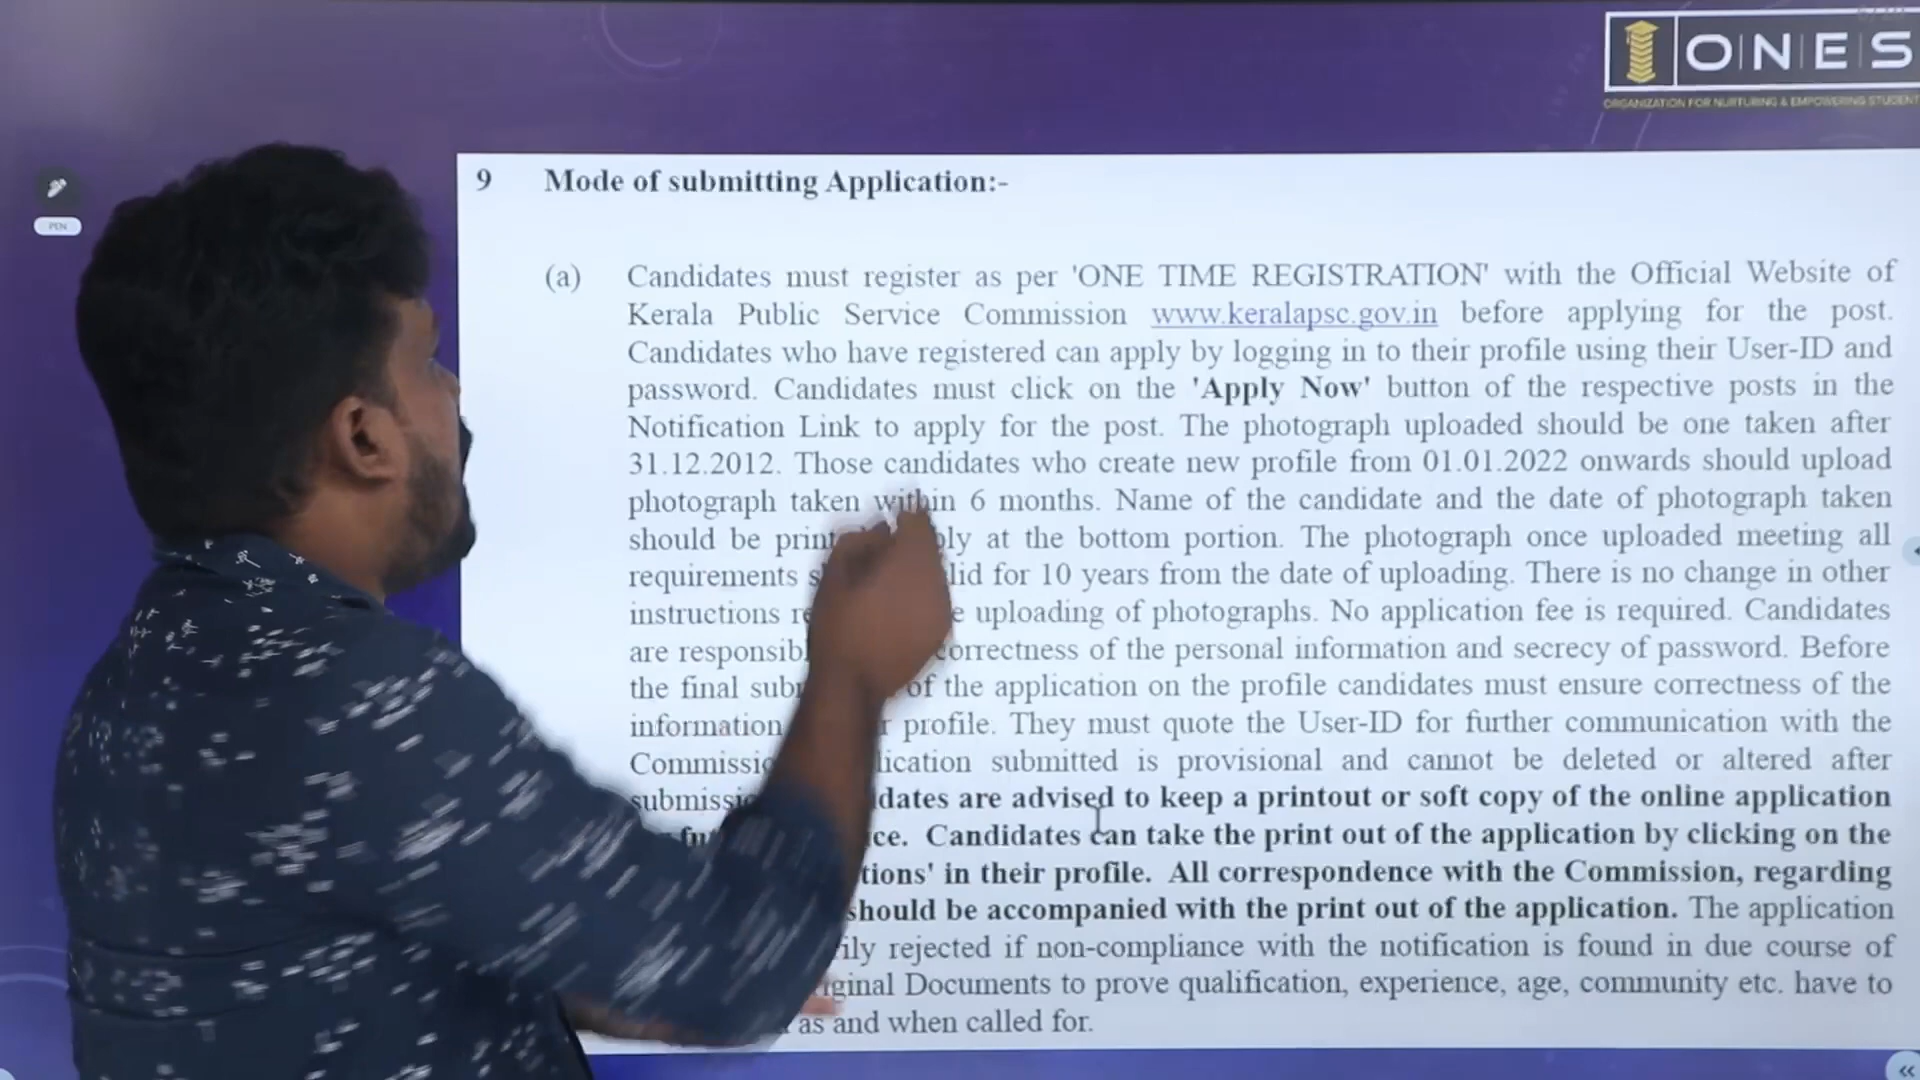 ONES
ORGANIZATION FOR NURTURING & EMPOWERING STUDENT
PEN
9 Mode of submitting Application:-
(a) Candidates must register as per 'ONE TIME REGISTRATION' with the Official Website of
Kerala Public Service Commission www.keralapsc.gov.in before applying for the post.
Candidates who have registered can apply by logging in to their profile using their User-ID and
password. Candidates must click on the 'Apply Now' button of the respective posts in the
Notification Link to apply for the post. The photograph uploaded should be one taken after
31.12.2012. Those candidates who create new profile from 01.01.2022 onwards should upload
photograph taken within 6 months. Name of the candidate and the date of photograph taken
should be print bly at the bottom portion. The photograph once uploaded meeting all
requirements s lid for 10 years from the date of uploading. There is no change in other
instructions re e uploading of photographs. No application fee is required. Candidates
are responsibl correctness of the personal information and secrecy of password. Before
the final sub of the application on the profile candidates must ensure correctness of the
information r profile. They must quote the User-ID for further communication with the
Commissio lication submitted is provisional and cannot be deleted or altered after
submissio dates are advised to keep a printout or soft copy of the online application
fu ce. Candidates can take the print out of the application by clicking on the
tions' in their profile. All correspondence with the Commission, regarding
should be accompanied with the print out of the application. The application
rily rejected if non-compliance with the notification is found in due course of
iginal Documents to prove qualification, experience, age, community etc. have to
as and when called for.